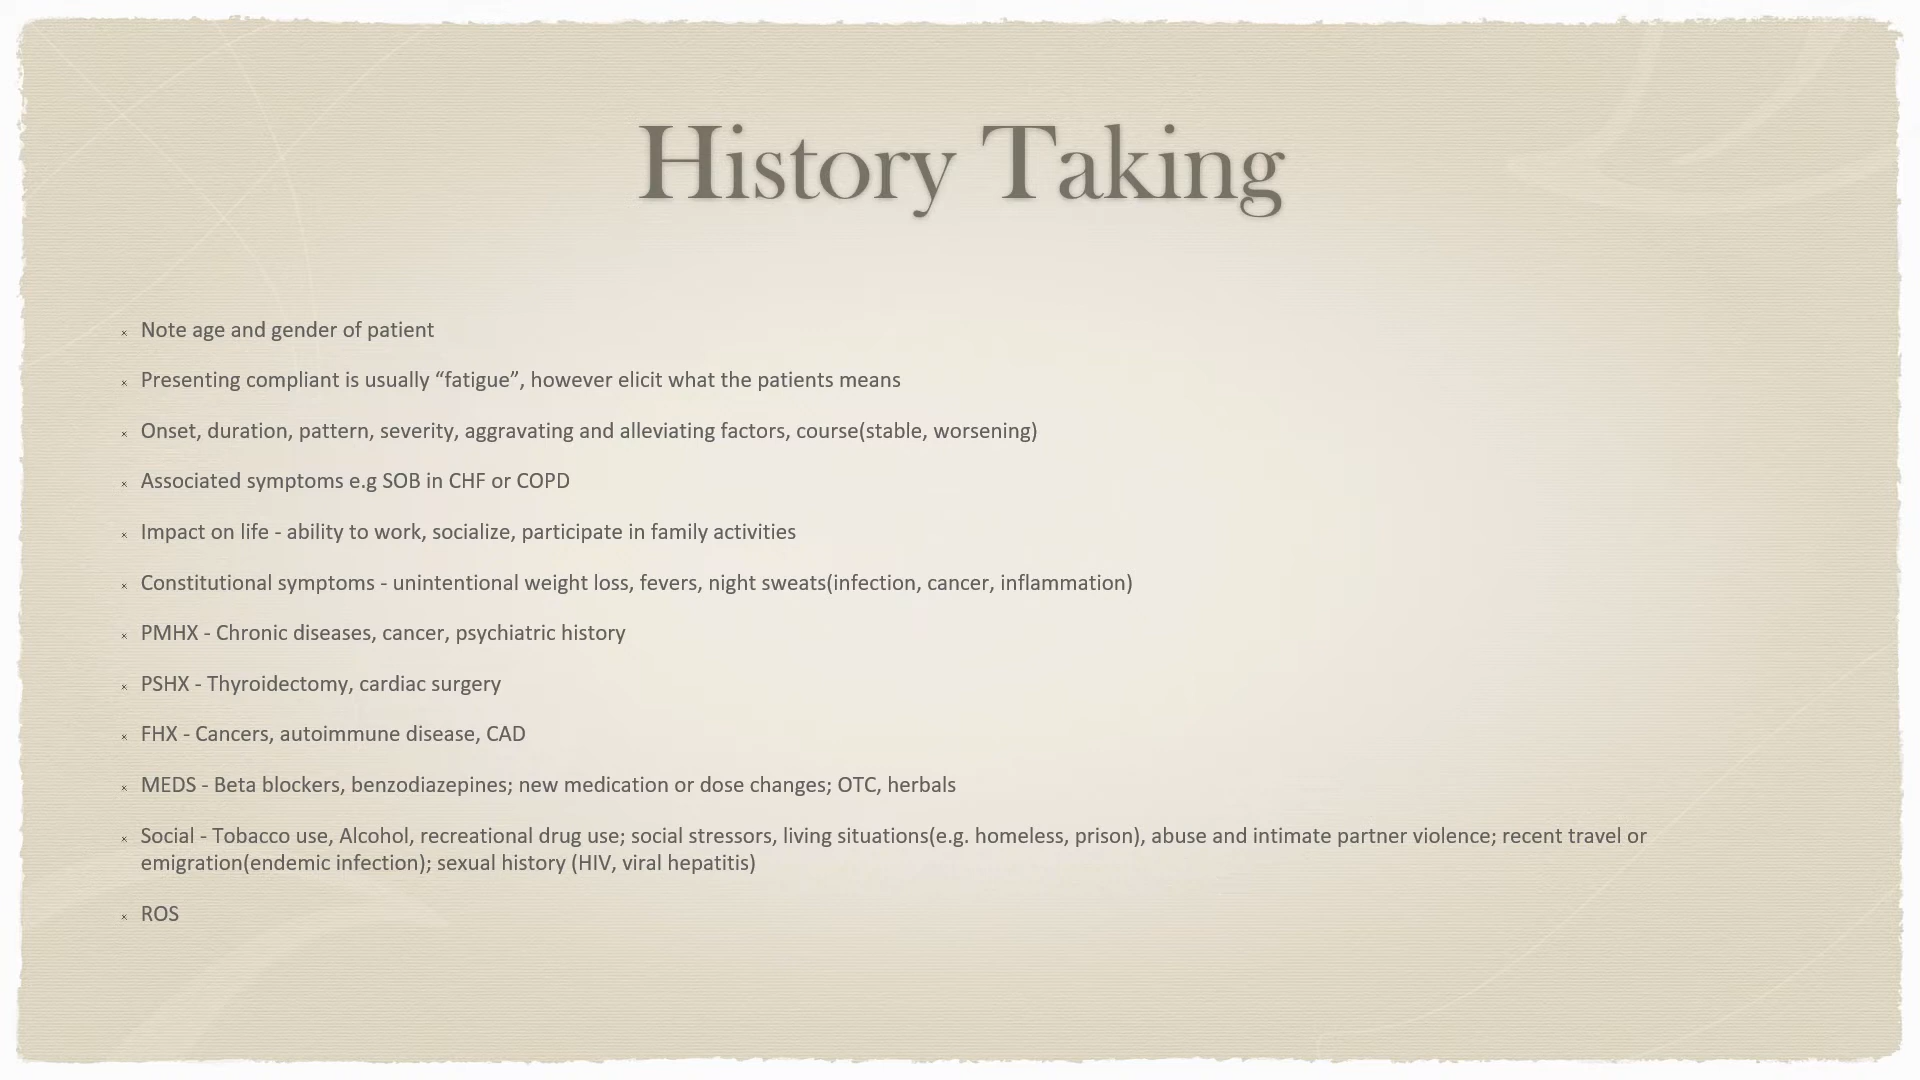 History Taking
Note age and gender of patient
Presenting compliant is usually “fatigue”, however elicit what the patients means
Onset, duration, pattern, severity, aggravating and alleviating factors, course(stable, worsening)
Associated symptoms e.g SOB in CHF or COPD
Impact on life - ability to work, socialize, participate in family activities
Constitutional symptoms - unintentional weight loss, fevers, night sweats(infection, cancer, inflammation)
PMHX - Chronic diseases, cancer, psychiatric history
PSHX - Thyroidectomy, cardiac surgery
FHX - Cancers, autoimmune disease, CAD
MEDS - Beta blockers, benzodiazepines; new medication or dose changes; OTC, herbals
Social - Tobacco use, Alcohol, recreational drug use; social stressors, living situations(e.g. homeless, prison), abuse and intimate partner violence; recent travel or
emigration(endemic infection); sexual history (HIV, viral hepatitis)
ROS